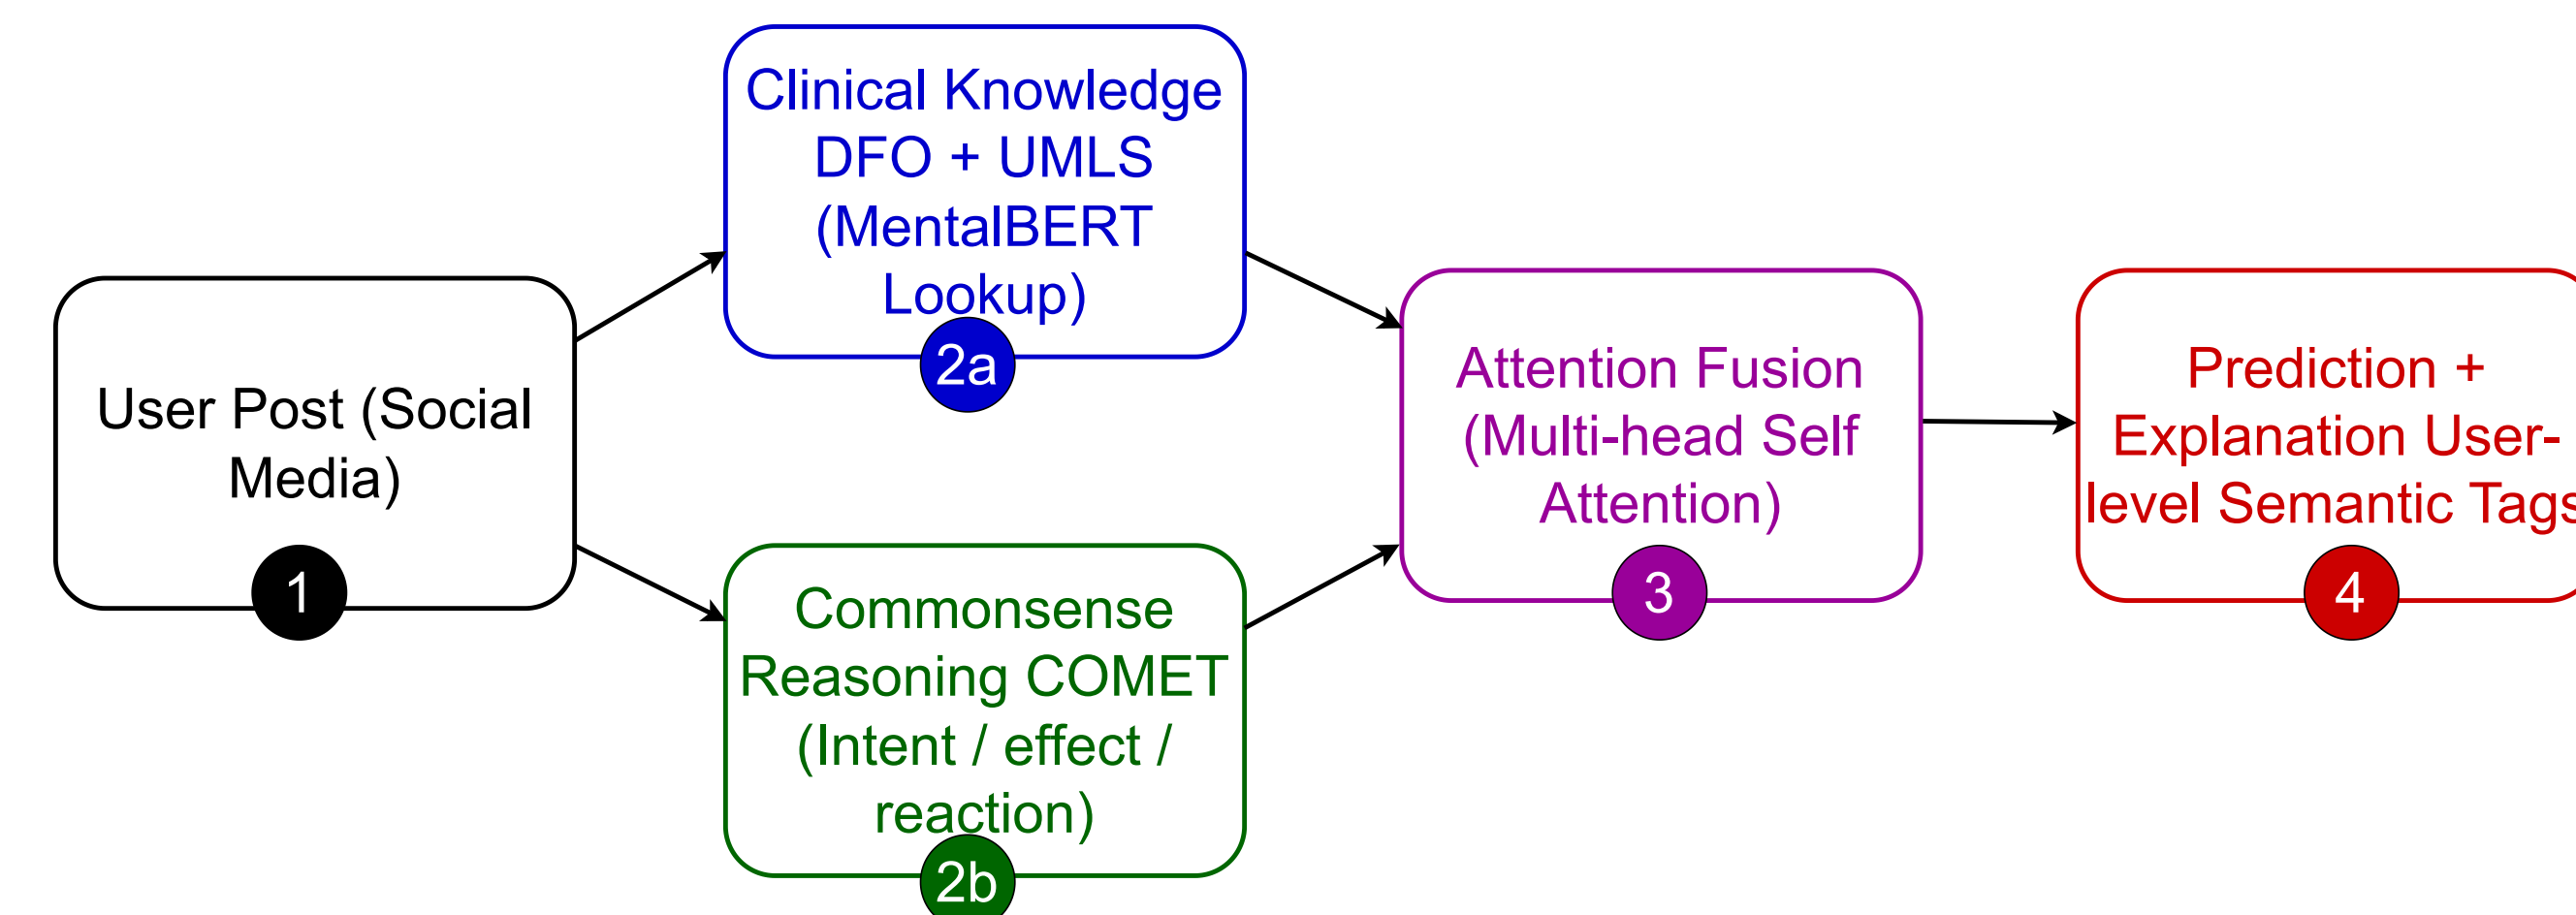 User Post (Social
Media)
1
Clinical Knowledge
DFO + UMLS
(MentalBERT
Lookup)
2a
Commonsense
Reasoning COMET
(Intent / effect /
reaction)
2b
Attention Fusion
(Multi-head Self
Attention)
3
Prediction +
Explanation User-
level Semantic Tags
4